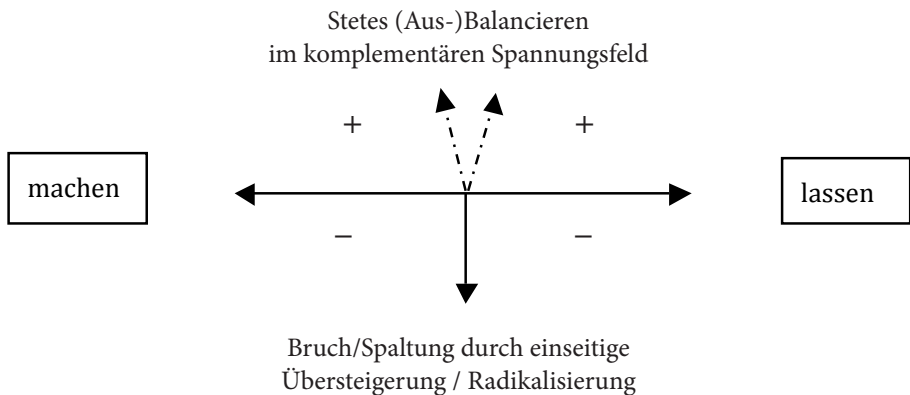 Stetes (Aus-)Balancieren
im komplementären Spannungsfeld
+ +
machen lassen
– –
Bruch/Spaltung durch einseitige
Übersteigerung / Radikalisierung